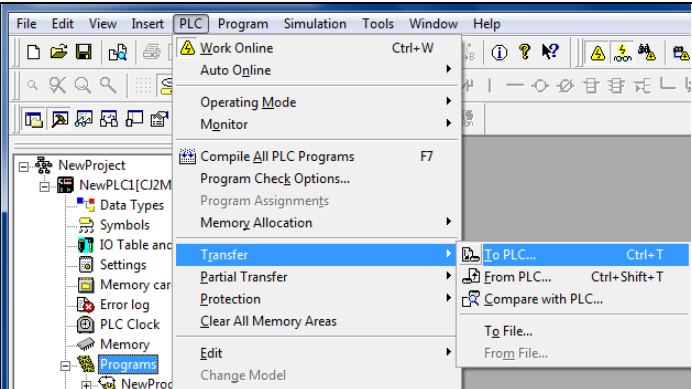 File Edit View Insert PLC Program Simulation Tools Window Help
Work Online Ctrl+W
Auto Online
Operating Mode
Monitor
Compile All PLC Programs F7
Program Check Options...
Program Assignments
Memory Allocation
Transfer
Partial Transfer
Protection
Clear All Memory Areas
Edit
Change Model
To PLC... Ctrl+T
From PLC... Ctrl+Shift+T
Compare with PLC...
To File...
From File...
NewProject
NewPLC1[CJ2M
Data Types
Symbols
IO Table and
Settings
Memory car
Error log
PLC Clock
Memory
Programs
NewProg